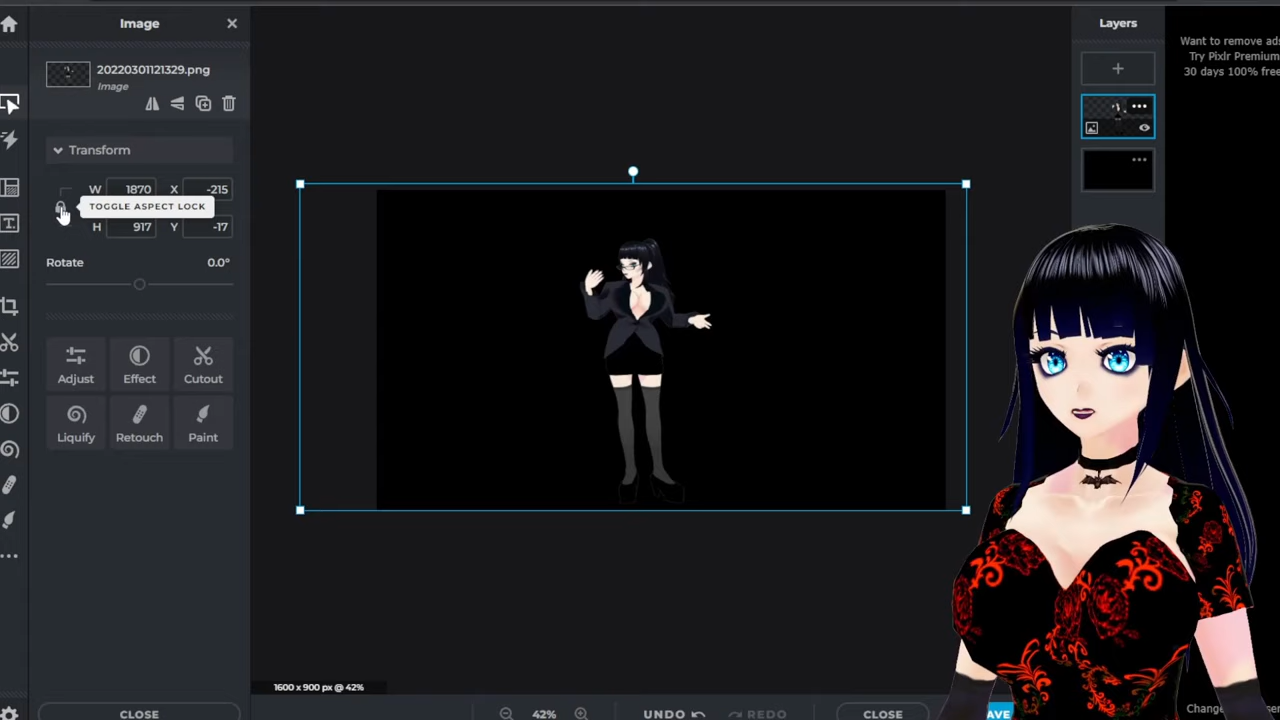 Image
20220301121329.png
Image
Transform
W 1870 X -215
TOGGLE ASPECT LOCK
H 917 Y -17
Rotate 0.0°
Adjust Effect Cutout
Liquify Retouch Paint
CLOSE
1600 x 900 px @ 42%
42%
UNDO
REDO
CLOSE
AVE
Layers
Want to remove ads
Try Pixlr Premium
30 days 100% free
Change